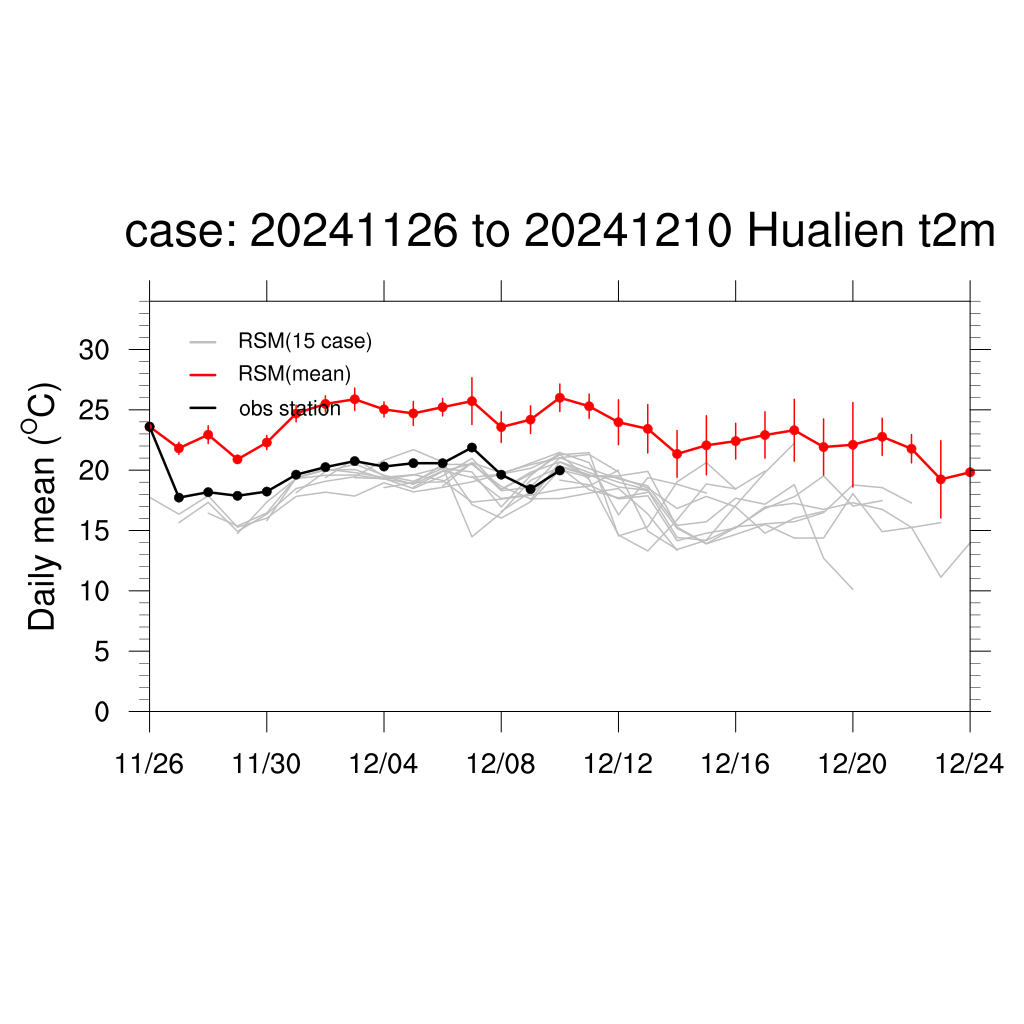 case: 20241126 to 20241210 Hualien t2m
RSM(15 case)
RSM(mean)
obs station
Daily mean (°C)
30
25
20
15
10
5
0
11/26 11/30 12/04 12/08 12/12 12/16 12/20 12/24